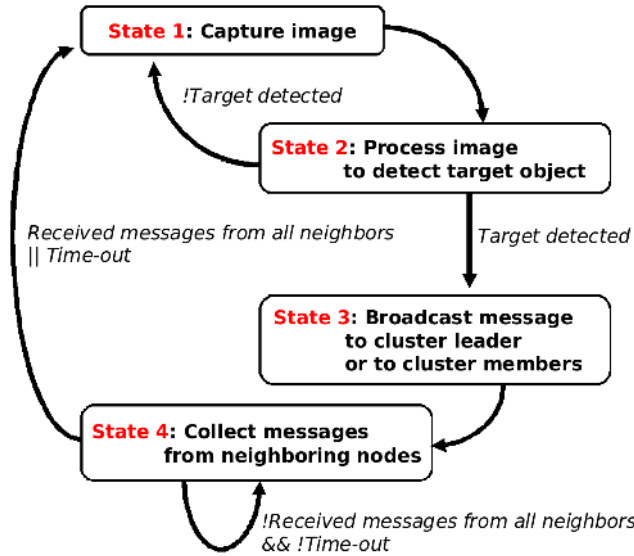 State 1: Capture image
!Target detected
State 2: Process image
to detect target object
Received messages from all neighbors
|| Time-out
Target detected
State 3: Broadcast message
to cluster leader
or to cluster members
State 4: Collect messages
from neighboring nodes
!Received messages from all neighbors
&& !Time-out